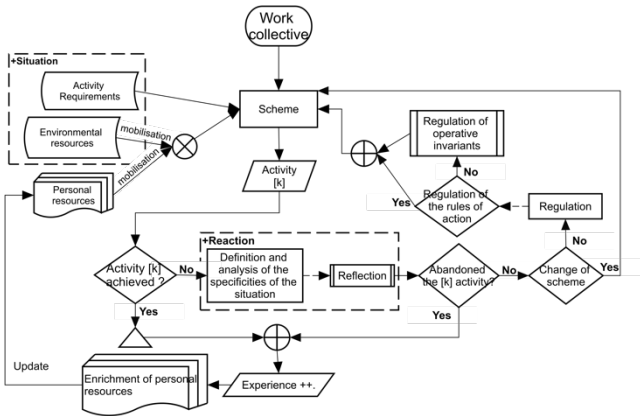 Work
collective
+Situation
Activity
Requirements
Scheme
Environmental
resources
mobilisation
mobilisation
Personal
resources
Activity
[k]
Regulation of
operative
invariants
No
Yes
Regulation of
the rules of
action
Regulation
No
+Reaction
Activity [k]
achieved ?
No
Definition and
analysis of the
specificities of the
situation
Reflection
Abandoned
the [k] activity?
No
Change of
scheme
Yes
Yes
Yes
Update
Enrichment of personal
resources
Experience ++.